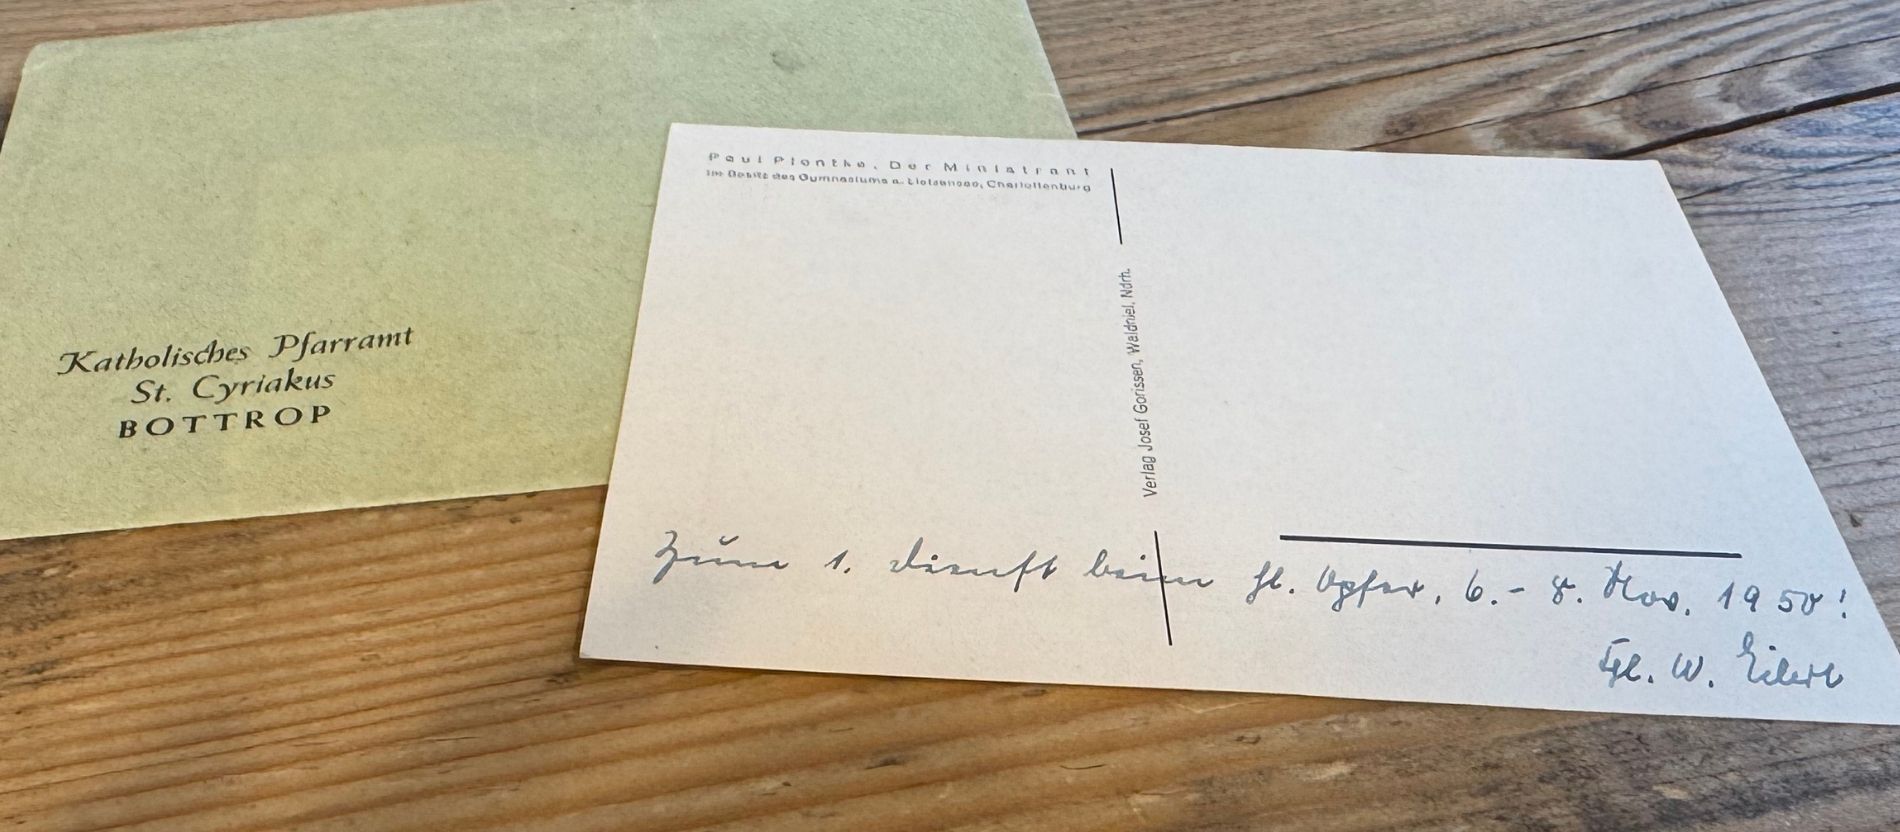 Katholisches Pfarramt
St. Cyriakus
BOTTROP
Paul Plontke. Der Ministrant
Im Besitz des Gymnasiums a. Lietzensee, Charlottenburg
Verlag Josef Gorissen, Waldniel, Ndrh.
Zum 1. Dienst beim hl. Opfer, 6.- 8. Nov. 1950!
W.